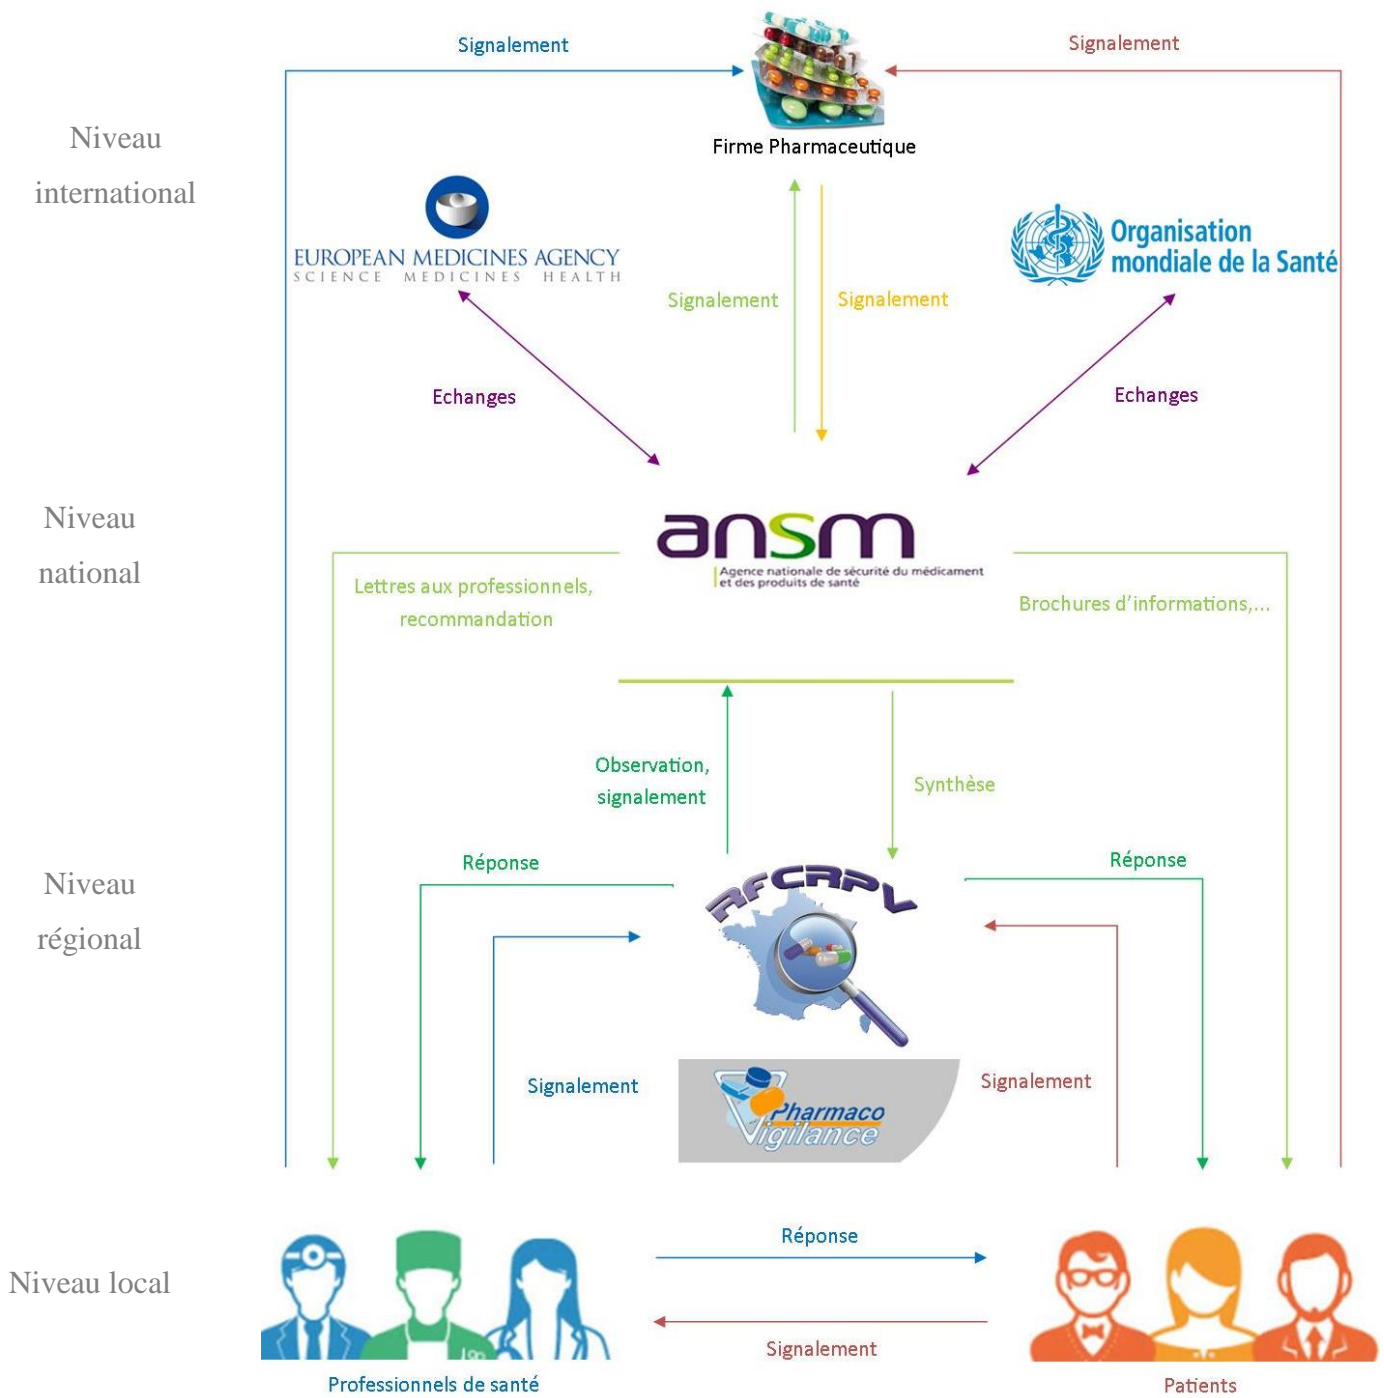 Signalement
Signalement
Niveau
international
Firme Pharmaceutique
EUROPEAN MEDICINES AGENCY
SCIENCE MEDICINES HEALTH
Organisation
mondiale de la Santé
Signalement
Signalement
Echanges
Echanges
Niveau
national
ansm
Agence nationale de sécurité du médicament
et des produits de santé
Lettres aux professionnels,
recommandation
Brochures d'informations,...
Observation,
signalement
Synthèse
Niveau
régional
Réponse
Réponse
RFCRPV
Signalement
Signalement
Pharmaco
Vigilance
Niveau local
Réponse
Signalement
Professionnels de santé
Patients